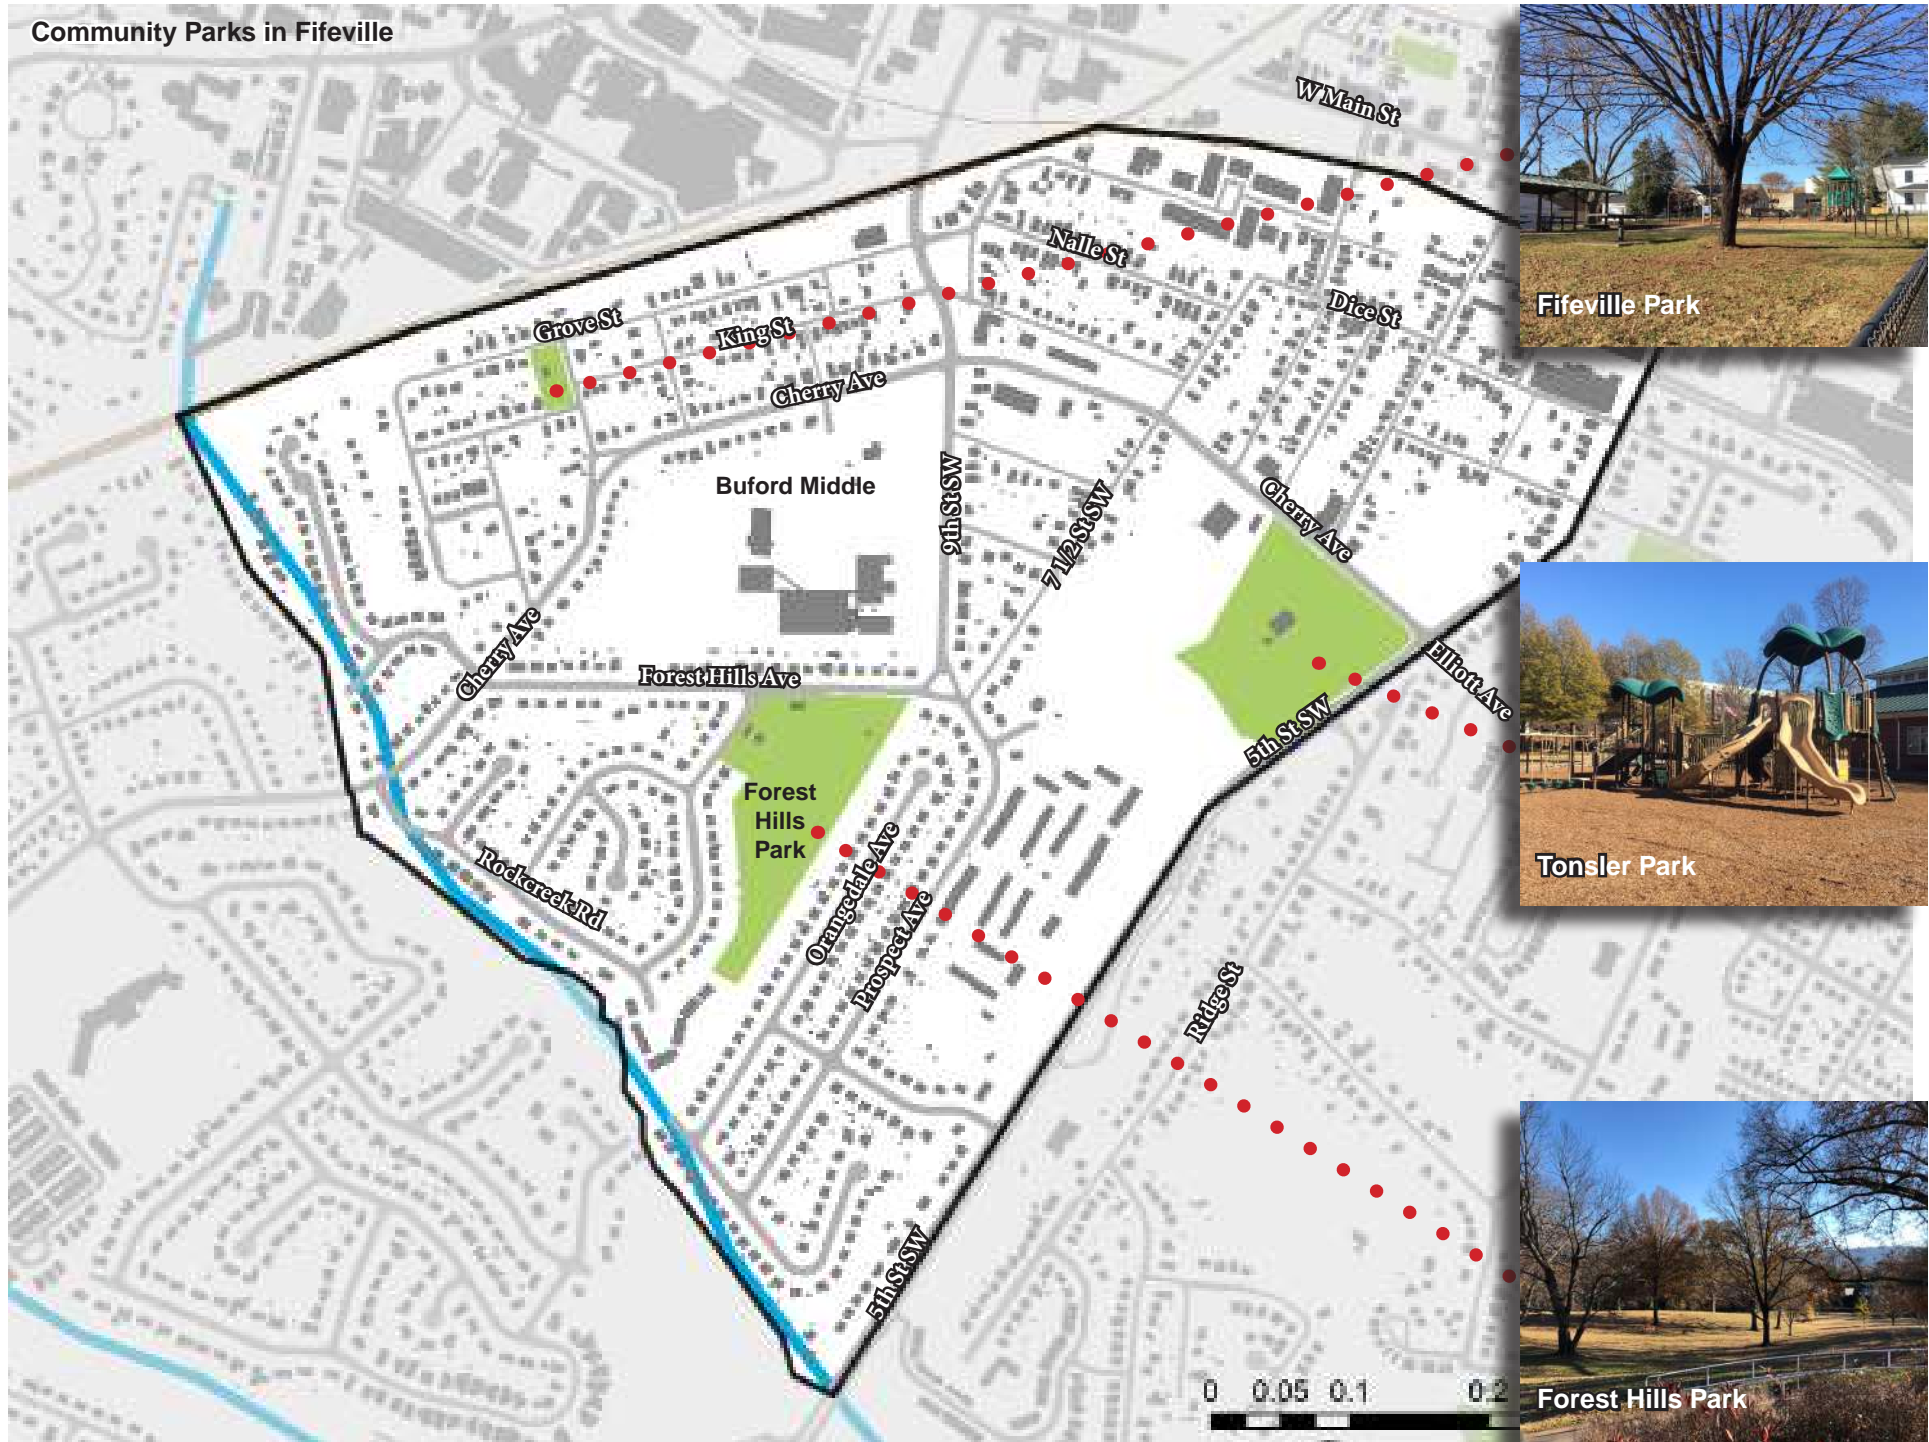 Community Parks in Fifeville
W Main St
Nalle St
Dice St
Fifeville Park
Grove St
King St
Cherry Ave
Buford Middle
9th St SW
7 1/2 St SW
Cherry Ave
Cherry Ave
Forest Hills Ave
Elliott Ave
5th St SW
Tonsler Park
Forest
Hills
Park
Orangedale Ave
Rockcreek Rd
Prospect Ave
Ridge St
5th St SW
0 0.05 0.1 0.2
Forest Hills Park